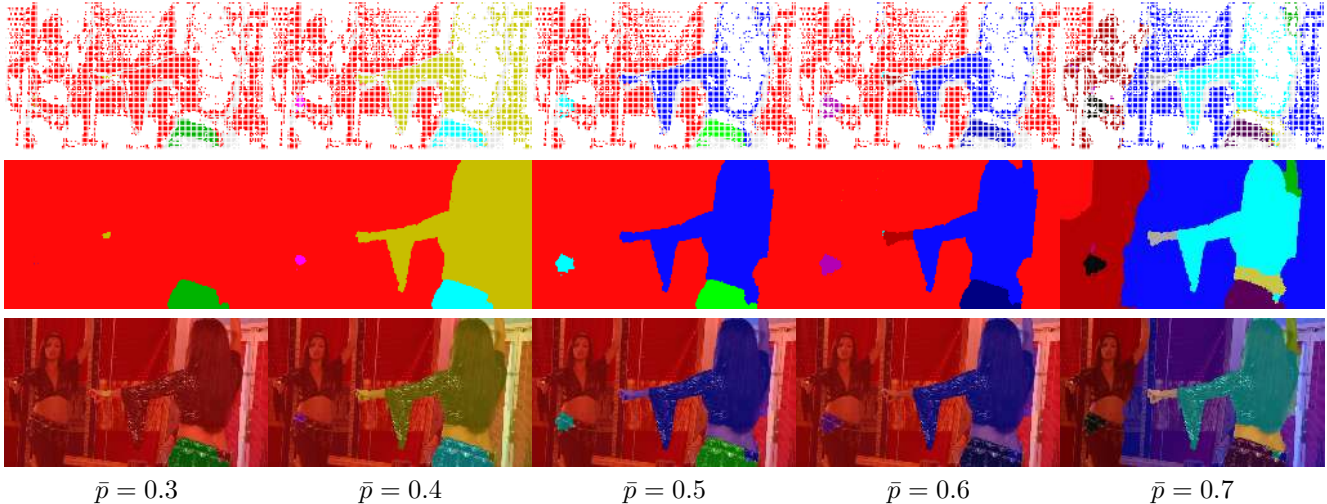 p̄ = 0.3 p̄ = 0.4 p̄ = 0.5 p̄ = 0.6 p̄ = 0.7